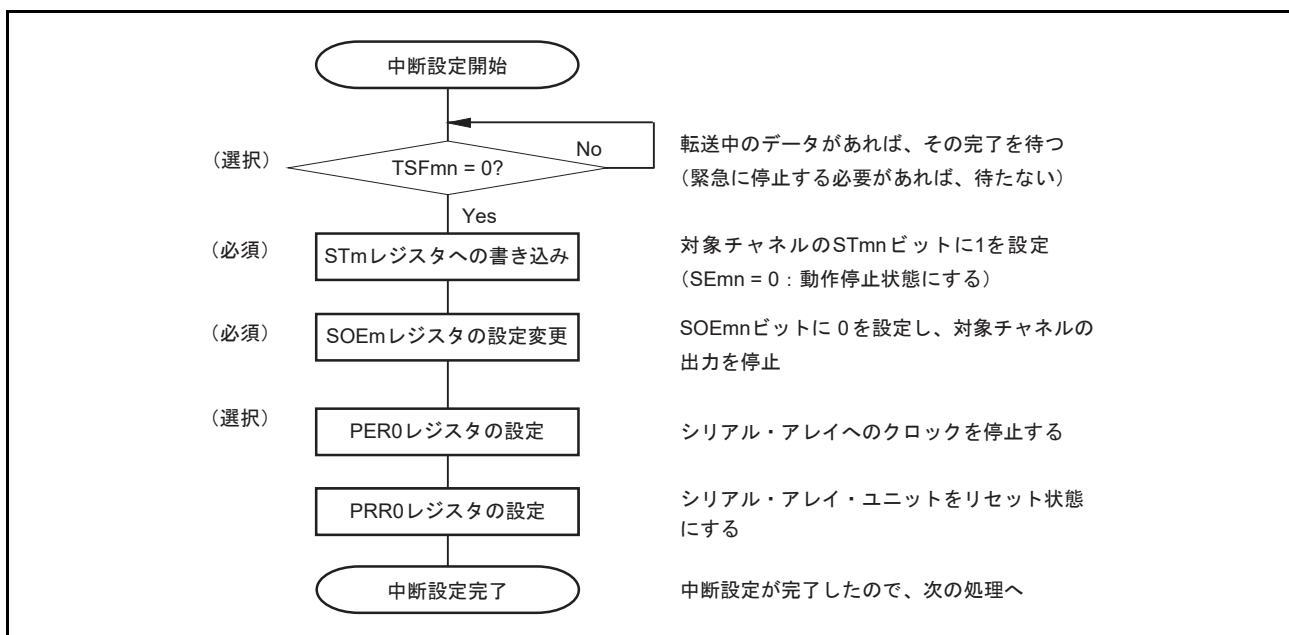 中断設定開始
(選択)
TSFmn = 0?
No
転送中のデータがあれば、その完了を待つ
(緊急に停止する必要があれば、待たない)
Yes
(必須)
STmレジスタへの書き込み
対象チャネルのSTmnビットに1を設定
(SEmn = 0：動作停止状態にする)
(必須)
SOEmレジスタの設定変更
SOEmnビットに 0を設定し、対象チャネルの
出力を停止
(選択)
PER0レジスタの設定
シリアル・アレイへのクロックを停止する
PRR0レジスタの設定
シリアル・アレイ・ユニットをリセット状態
にする
中断設定完了
中断設定が完了したので、次の処理へ